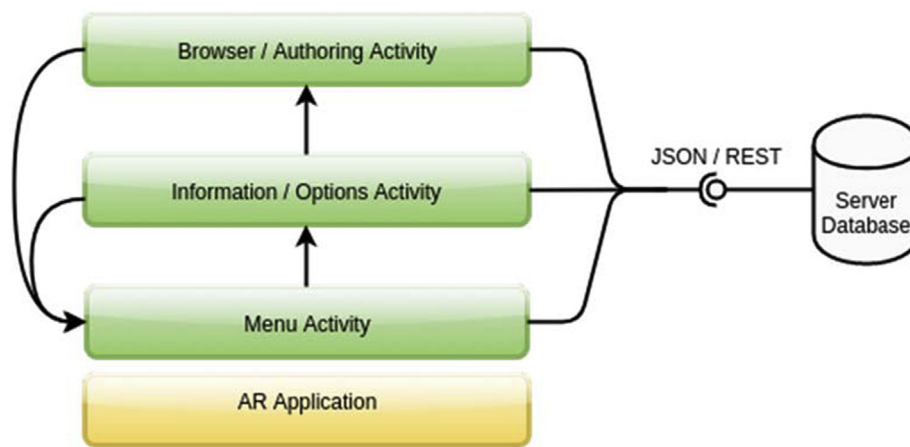 Browser / Authoring Activity
JSON / REST
Information / Options Activity
Server
Database
Menu Activity
AR Application